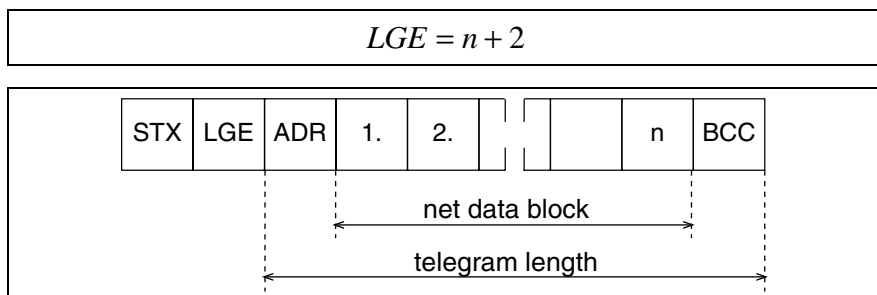 LGE = n + 2
STX LGE ADR 1. 2. n BCC
net data block
telegram length